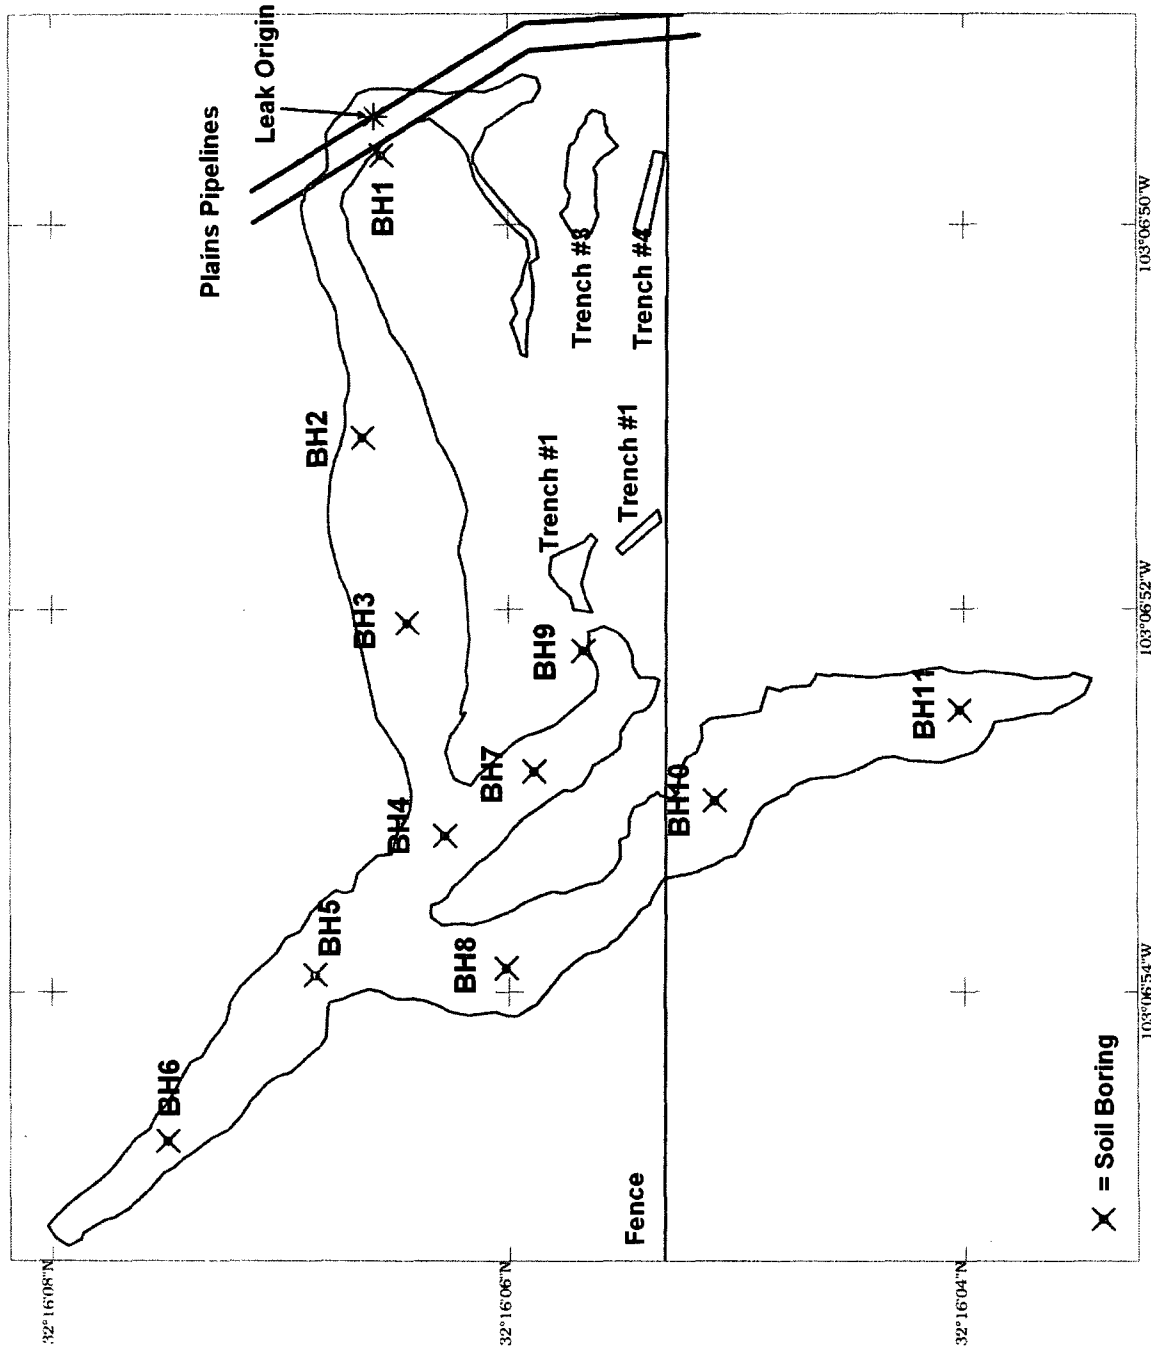 Plains Pipelines
Leak Origin
BH1
BH2
BH3
BH4
BH5
BH6
BH7
BH8
BH9
BH10
BH11
Trench #3
Trench #4
Trench #1
Trench #1
Fence
= Soil Boring
32°16'08"N
32°16'06"N
32°16'04"N
103°06'54"W
103°06'52"W
103°06'50"W